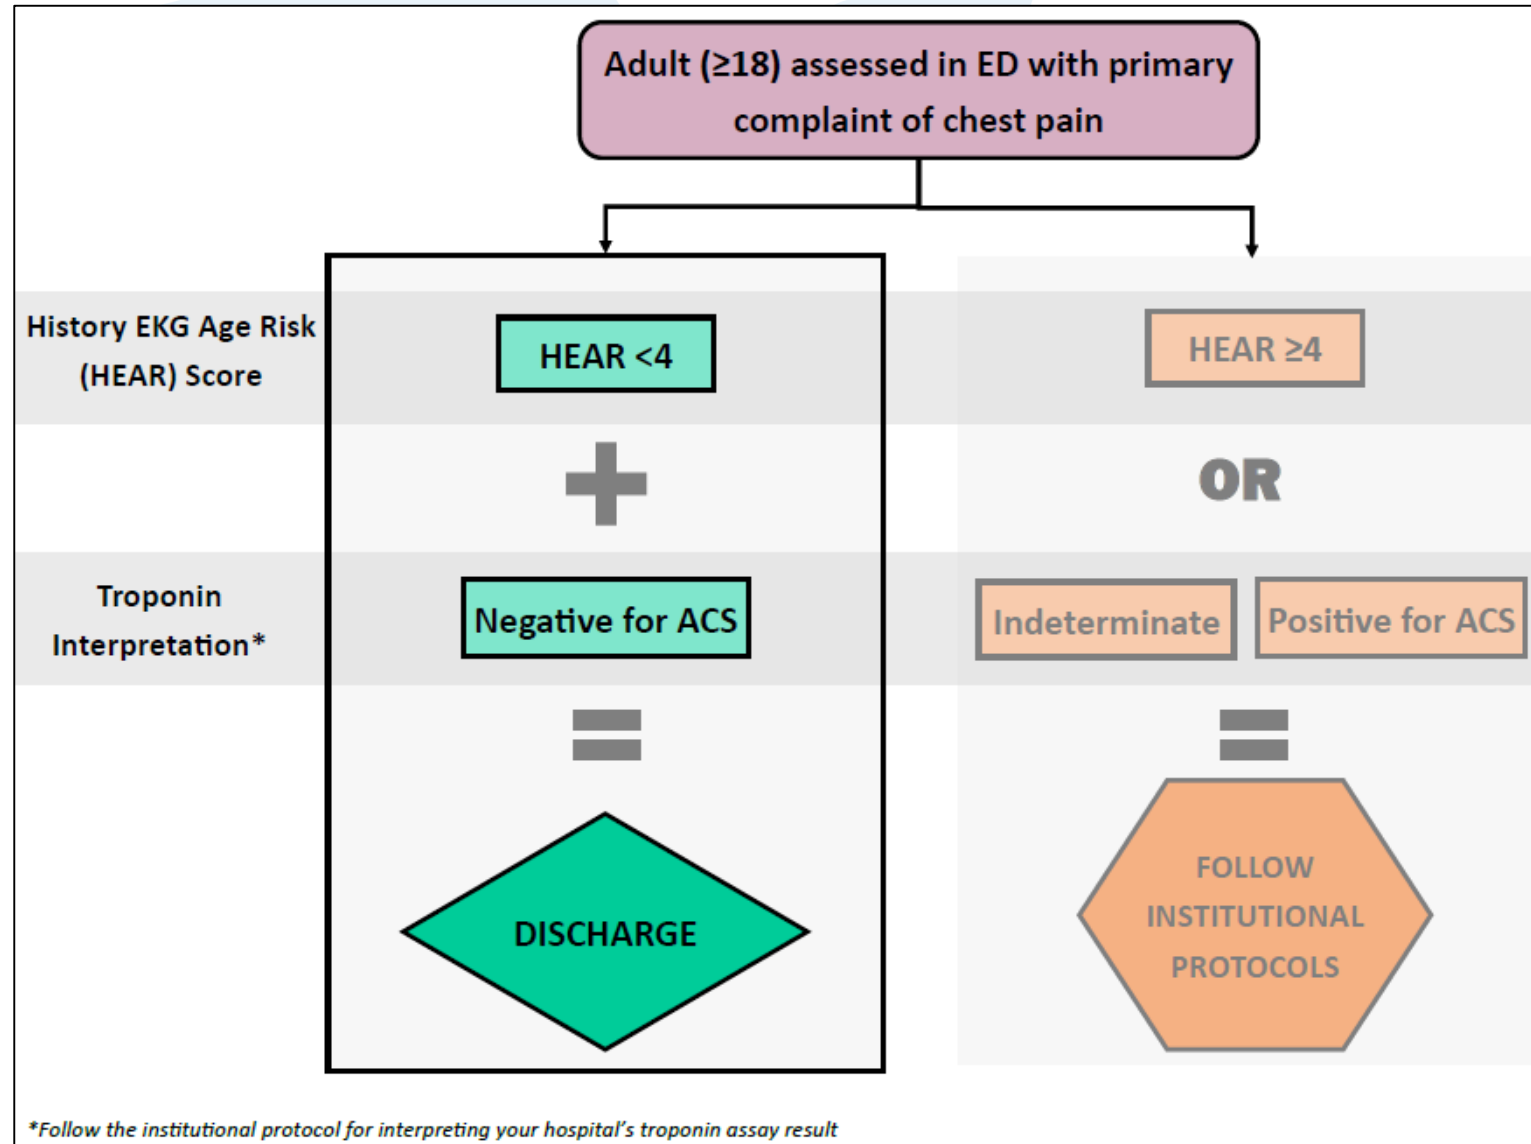 Adult (≥18) assessed in ED with primary
complaint of chest pain
History EKG Age Risk
(HEAR) Score
HEAR <4
HEAR ≥4
+
OR
Troponin
Interpretation*
Negative for ACS
Indeterminate
Positive for ACS
=
=
DISCHARGE
FOLLOW
INSTITUTIONAL
PROTOCOLS
*Follow the institutional protocol for interpreting your hospital's troponin assay result